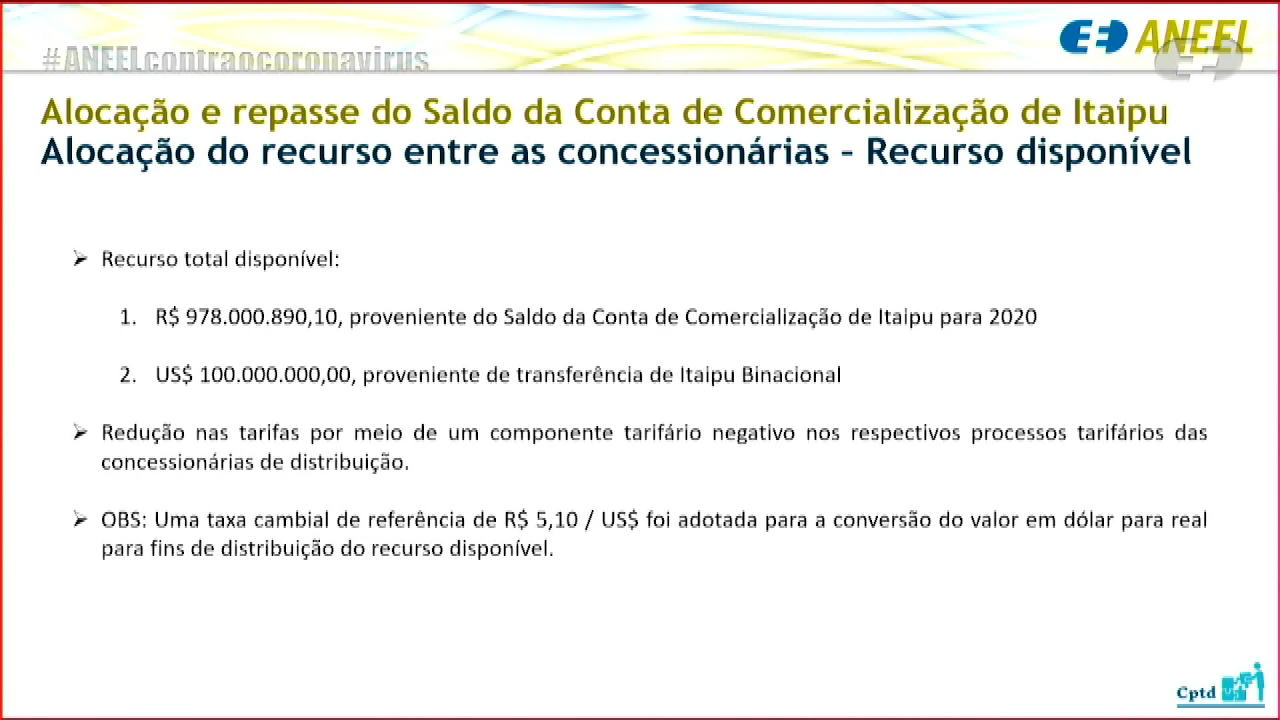 #ANEELcontraocoronavirus
ANEEL
Alocação e repasse do Saldo da Conta de Comercialização de Itaipu
Alocação do recurso entre as concessionárias – Recurso disponível
➢ Recurso total disponível:
1. R$ 978.000.890,10, proveniente do Saldo da Conta de Comercialização de Itaipu para 2020
2. US$ 100.000.000,00, proveniente de transferência de Itaipu Binacional
➢ Redução nas tarifas por meio de um componente tarifário negativo nos respectivos processos tarifários das
concessionárias de distribuição.
➢ OBS: Uma taxa cambial de referência de R$ 5,10 / US$ foi adotada para a conversão do valor em dólar para real
para fins de distribuição do recurso disponível.
Cptd